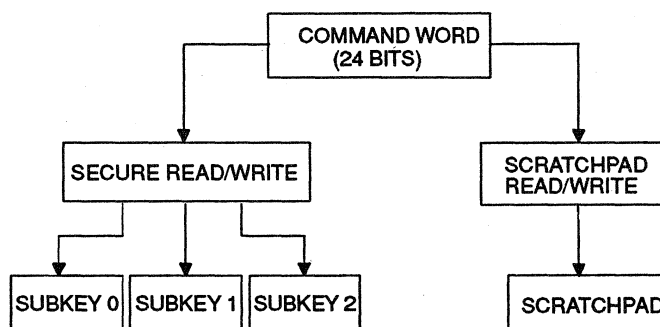 COMMAND WORD
(24 BITS)
SECURE READ/WRITE
SCRATCHPAD
READ/WRITE
SUBKEY 0
SUBKEY 1
SUBKEY 2
SCRATCHPAD